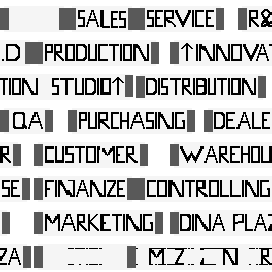 SALES SERVICE R&
.D PRODUCTION ↑INNOVAT
TION STUDIO↑ DISTRIBUTION
QA PURCHASING DEALE
R CUSTOMER WAREHOU
SE FINANZE CONTROLLING
MARKETING DINA PLAZ
ZA